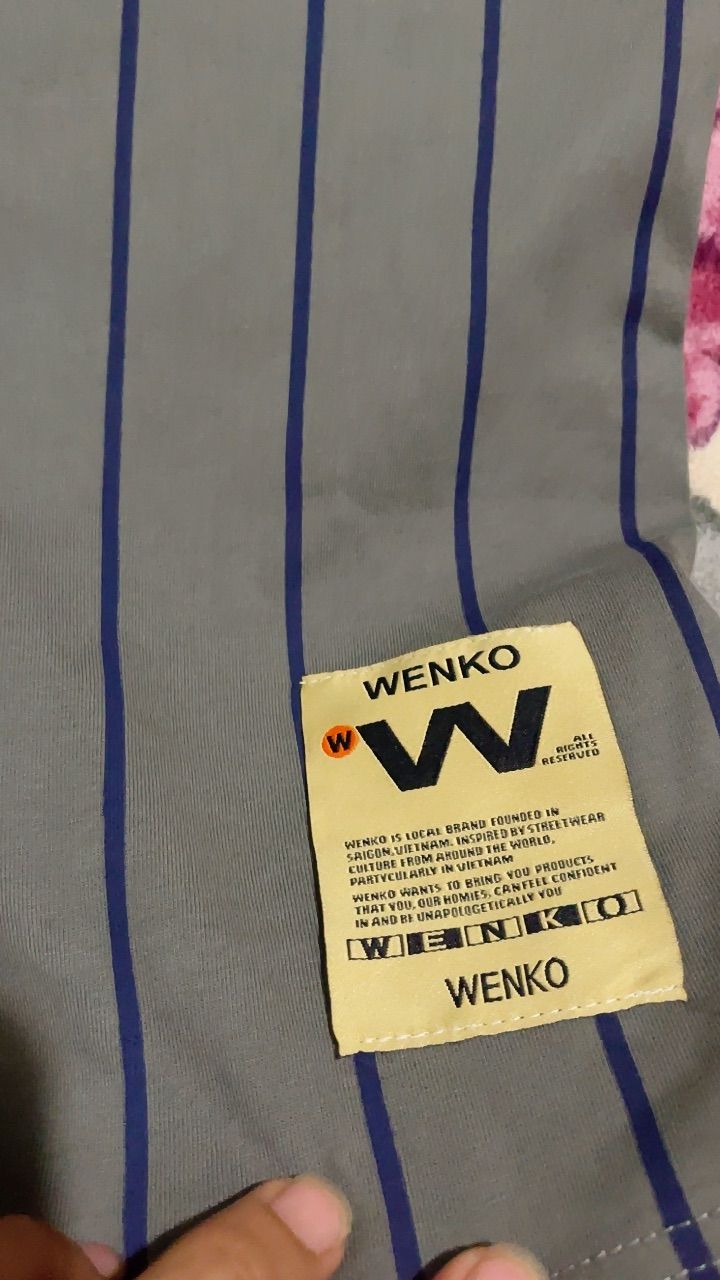 WENKO
W
W
ALL
RIGHTS
RESERVED
WENKO IS LOCAL BRAND FOUNDED IN
SAIGON, VIETNAM. INSPIRED BY STREETWEAR
CULTURE FROM AROUND THE WORLD,
PARTYCULARLY IN VIETNAM
WENKO WANTS TO BRING YOU PRODUCTS
THAT YOU, OUR HOMIES, CANFEEL CONFIDENT
IN AND BE UNAPOLOGETICALLY YOU
WENKO
WENKO